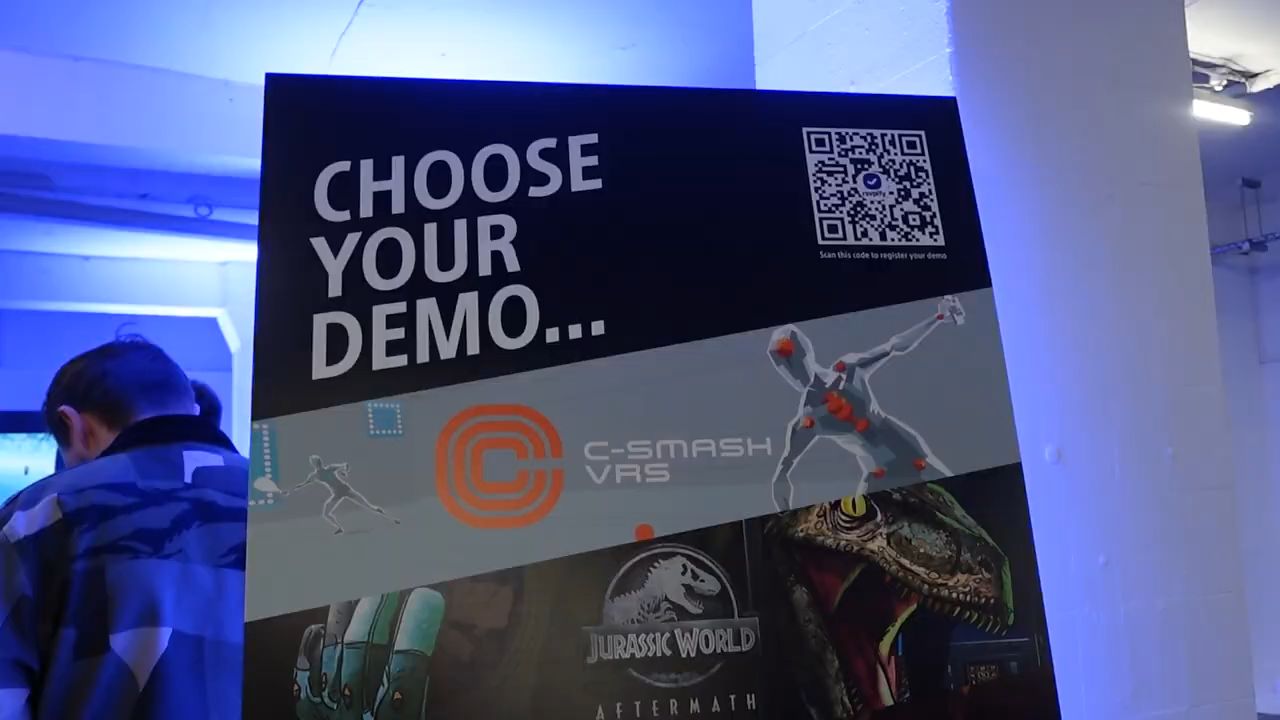 CHOOSE
YOUR
DEMO...
Scan this code to register your demo
C-SMASH
VRS
JURASSIC WORLD
AFTERMATH